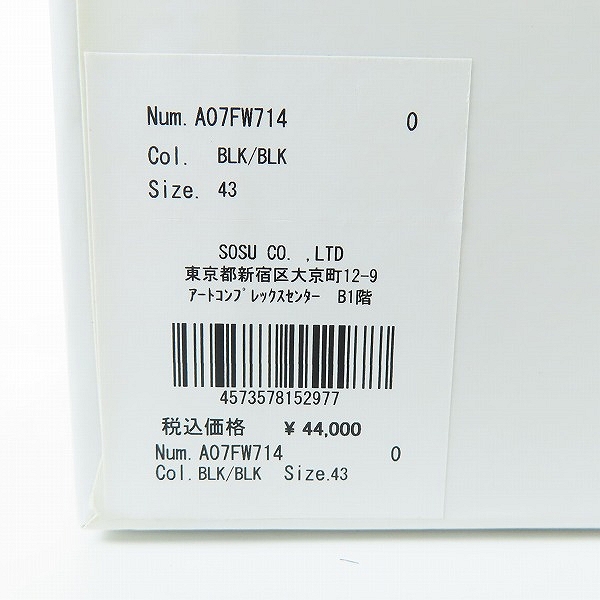 Num. A07FW714 0
Col. BLK/BLK
Size. 43
SOSU CO. ,LTD
東京都新宿区大京町12-9
ｱｰﾄｺﾝﾌﾟﾚｯｸｽｾﾝﾀｰ B1階
4573578152977
税込価格 ¥ 44,000
Num. A07FW714 0
Col. BLK/BLK Size. 43